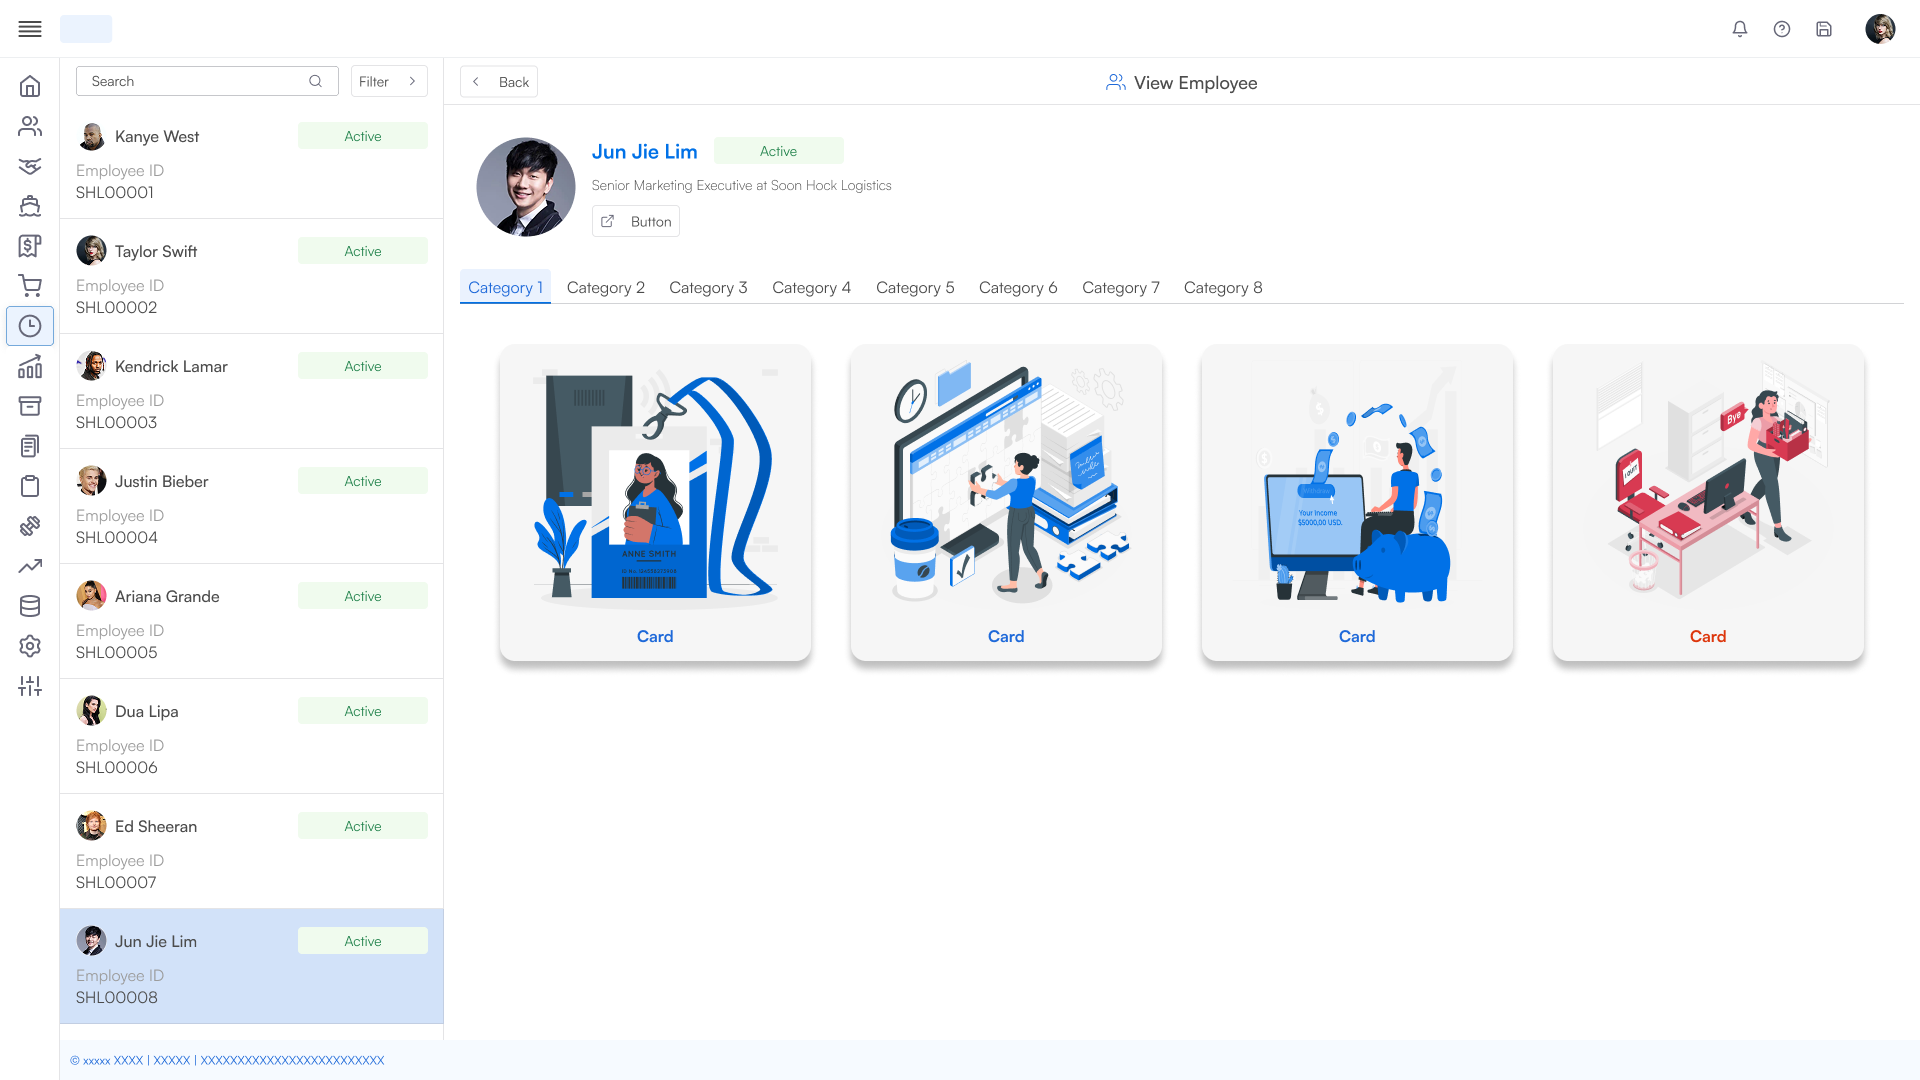 Search
Filter
Back
View Employee
Kanye West
Active
Employee ID
SHL00001
Taylor Swift
Active
Employee ID
SHL00002
Kendrick Lamar
Active
Employee ID
SHL00003
Justin Bieber
Active
Employee ID
SHL00004
Ariana Grande
Active
Employee ID
SHL00005
Dua Lipa
Active
Employee ID
SHL00006
Ed Sheeran
Active
Employee ID
SHL00007
Jun Jie Lim
Active
Employee ID
SHL00008
Jun Jie Lim
Active
Senior Marketing Executive at Soon Hock Logistics
Button
Category 1
Category 2
Category 3
Category 4
Category 5
Category 6
Category 7
Category 8
ANNE SMITH
Card
Card
Your Income
$5000,00 USD.
Card
Bye
I QUIT
Card
© xxxxx XXXX | XXXXX | XXXXXXXXXXXXXXXXXXXXXXXXX